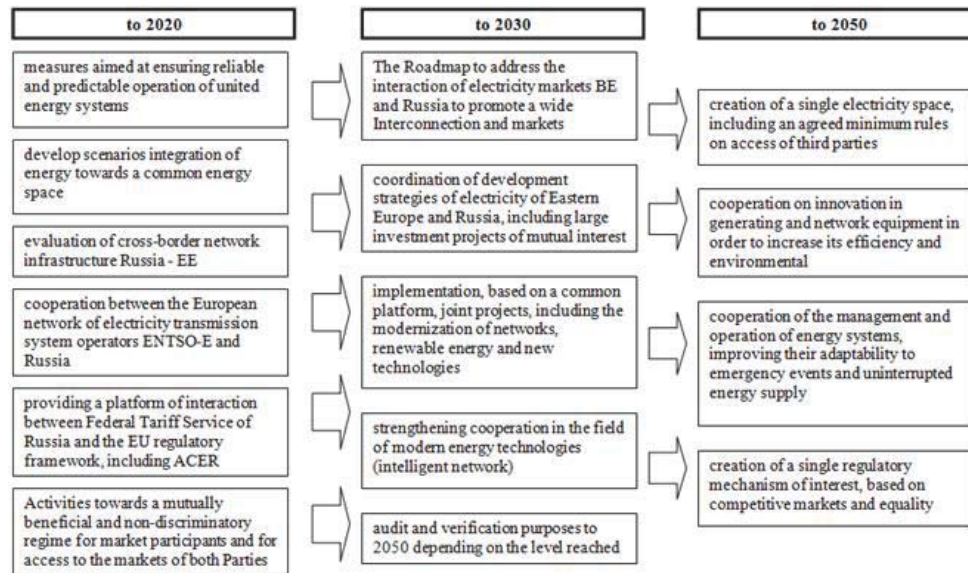 to 2020
measures aimed at ensuring reliable
and predictable operation of united
energy systems
develop scenarios integration of
energy towards a common energy
space
evaluation of cross-border network
infrastructure Russia - EE
cooperation between the European
network of electricity transmission
system operators ENTSO-E and
Russia
providing a platform of interaction
between Federal Tariff Service of
Russia and the EU regulatory
framework, including ACER
Activities towards a mutually
beneficial and non-discriminatory
regime for market participants and for
access to the markets of both Parties
to 2030
The Roadmap to address the
interaction of electricity markets BE
and Russia to promote a wide
Interconnection and markets
coordination of development
strategies of electricity of Eastern
Europe and Russia, including large
investment projects of mutual interest
implementation, based on a common
platform, joint projects, including the
modernization of networks,
renewable energy and new
technologies
strengthening cooperation in the field
of modern energy technologies
(intelligent network)
audit and verification purposes to
2050 depending on the level reached
to 2050
creation of a single electricity space,
including an agreed minimum rules
on access of third parties
cooperation on innovation in
generating and network equipment in
order to increase its efficiency and
environmental
cooperation of the management and
operation of energy systems,
improving their adaptability to
emergency events and uninterrupted
energy supply
creation of a single regulatory
mechanism of interest, based on
competitive markets and equality